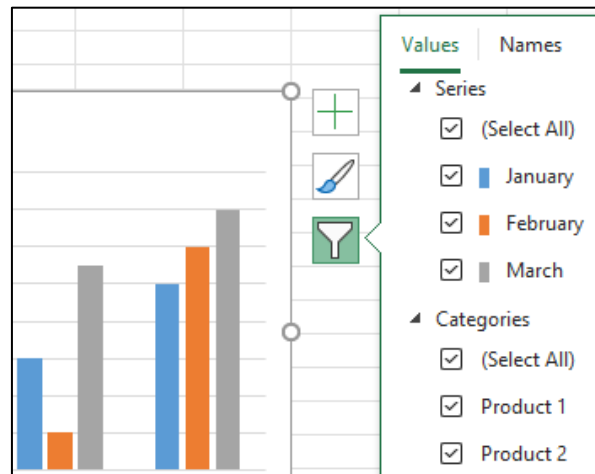 Values Names
Series
(Select All)
January
February
March
Categories
(Select All)
Product 1
Product 2